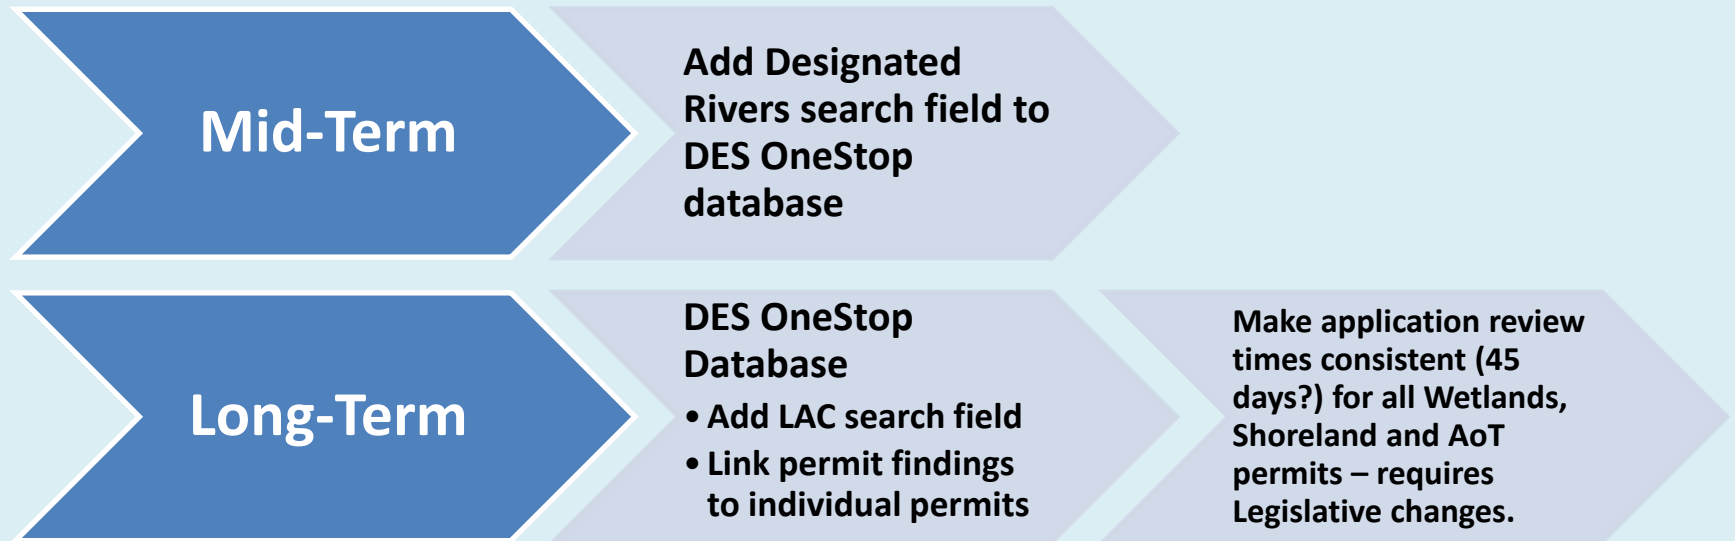 Mid-Term
Add Designated
Rivers search field to
DES OneStop
database
Long-Term
DES OneStop
Database
• Add LAC search field
• Link permit findings
to individual permits
Make application review
times consistent (45
days?) for all Wetlands,
Shoreland and AoT
permits – requires
Legislative changes.